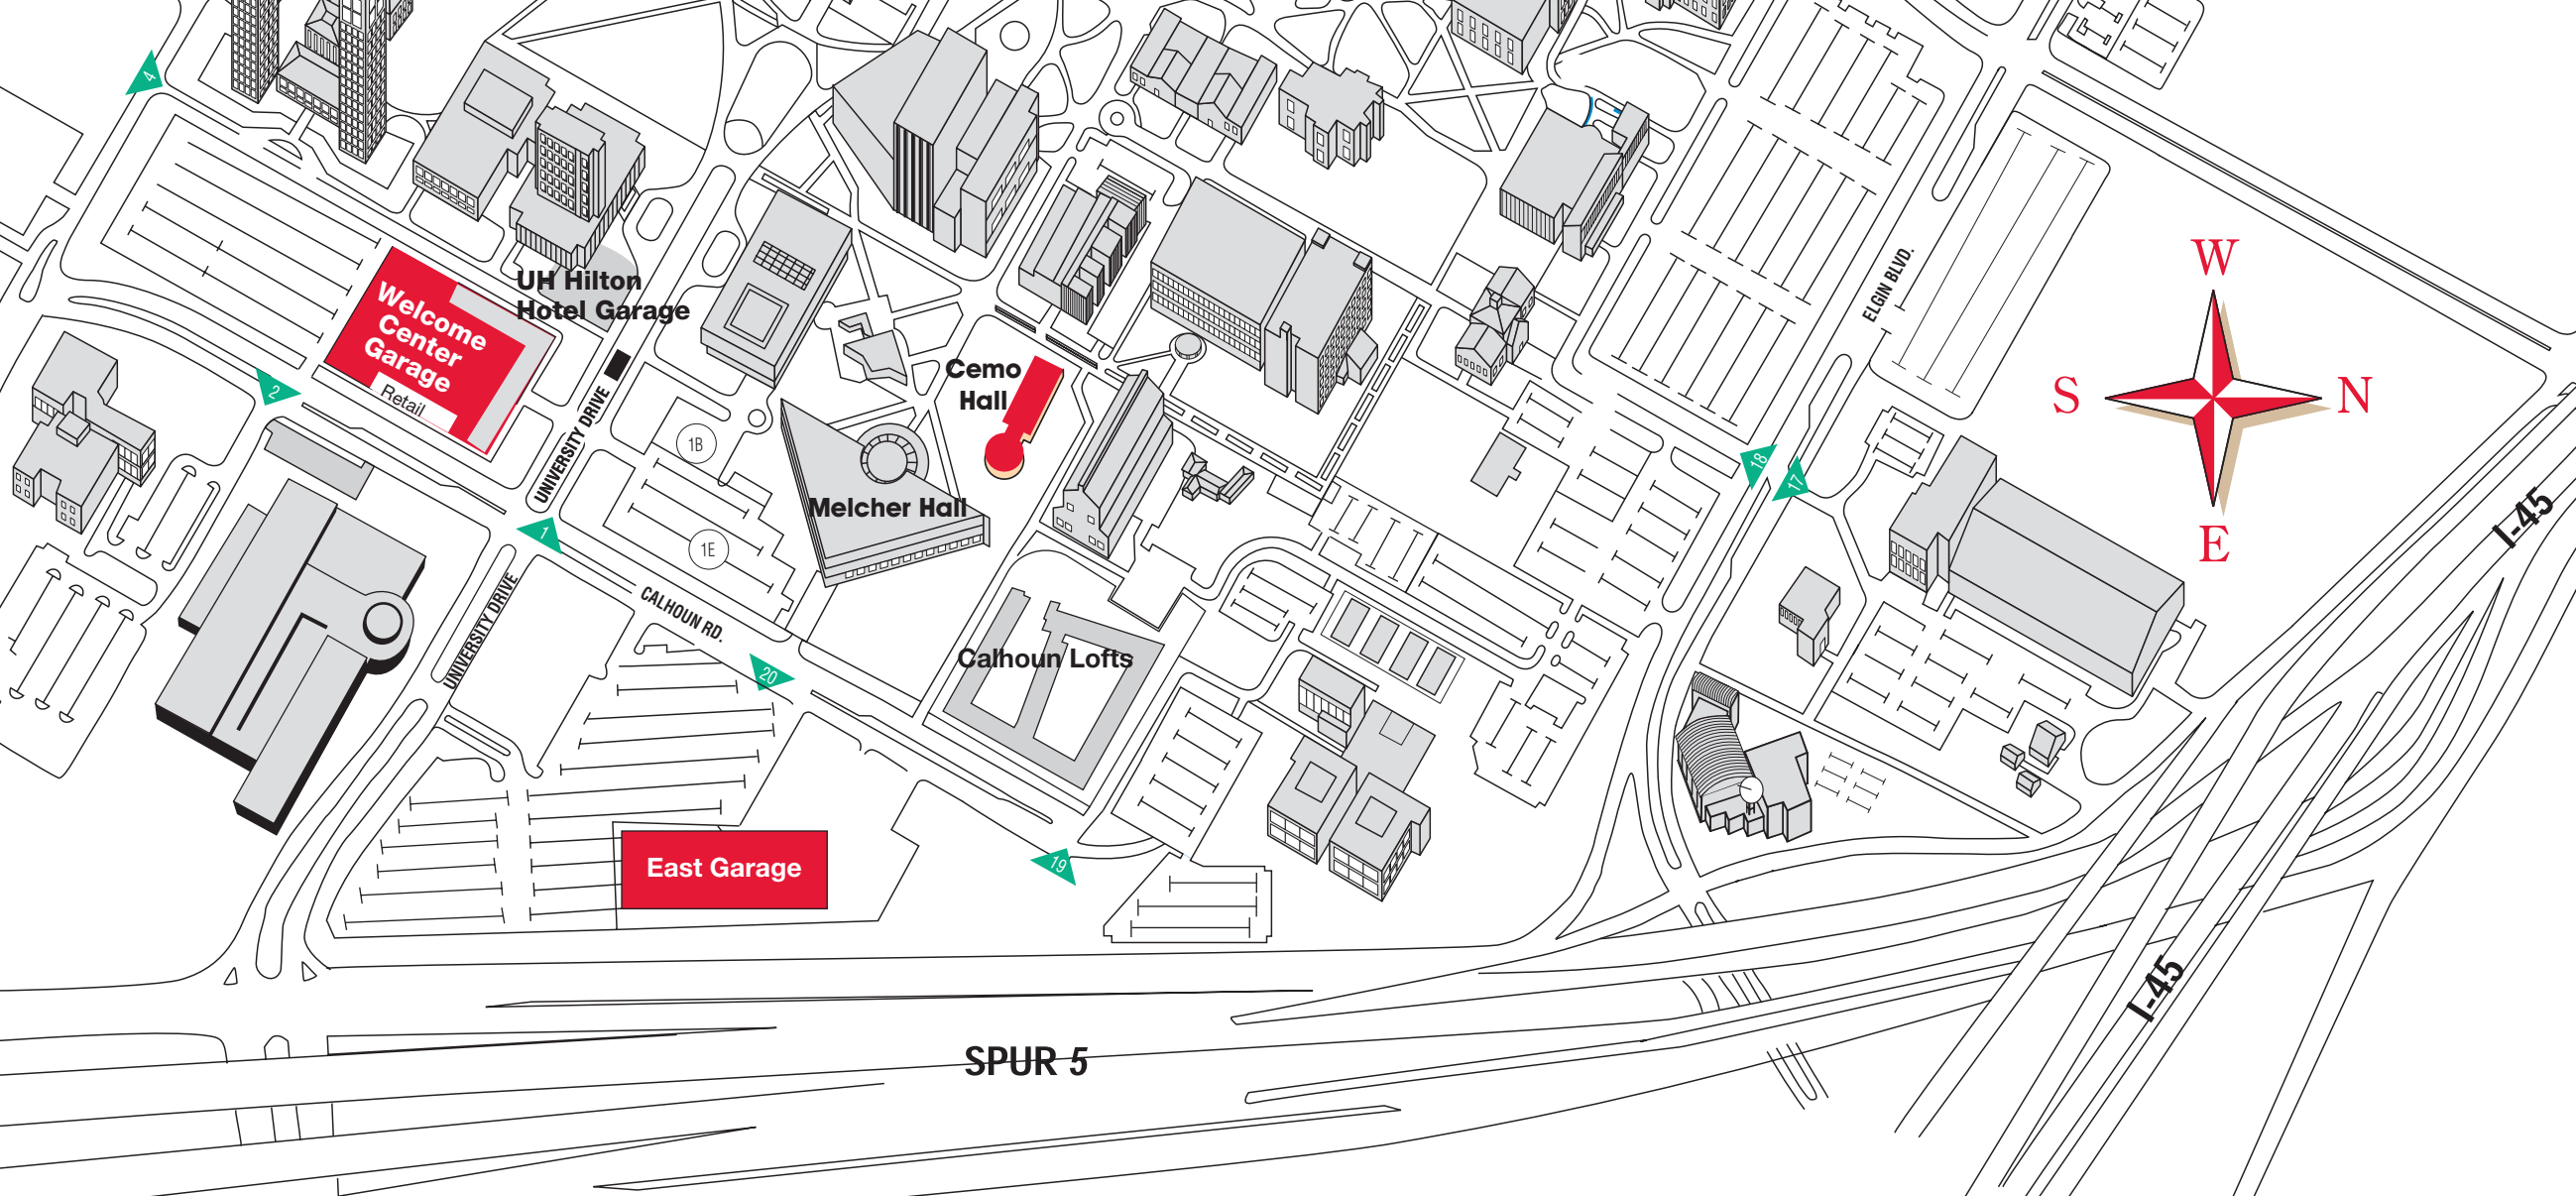 4
UH Hilton
Hotel Garage
Welcome
Center
Garage
Retail
2
UNIVERSITY DRIVE
1
UNIVERSITY DRIVE
1B
1E
CALHOUN RD.
20
Cemo
Hall
Melcher Hall
Calhoun Lofts
19
East Garage
ELGIN BLVD.
18
17
W
S
N
E
I-45
I-45
SPUR 5